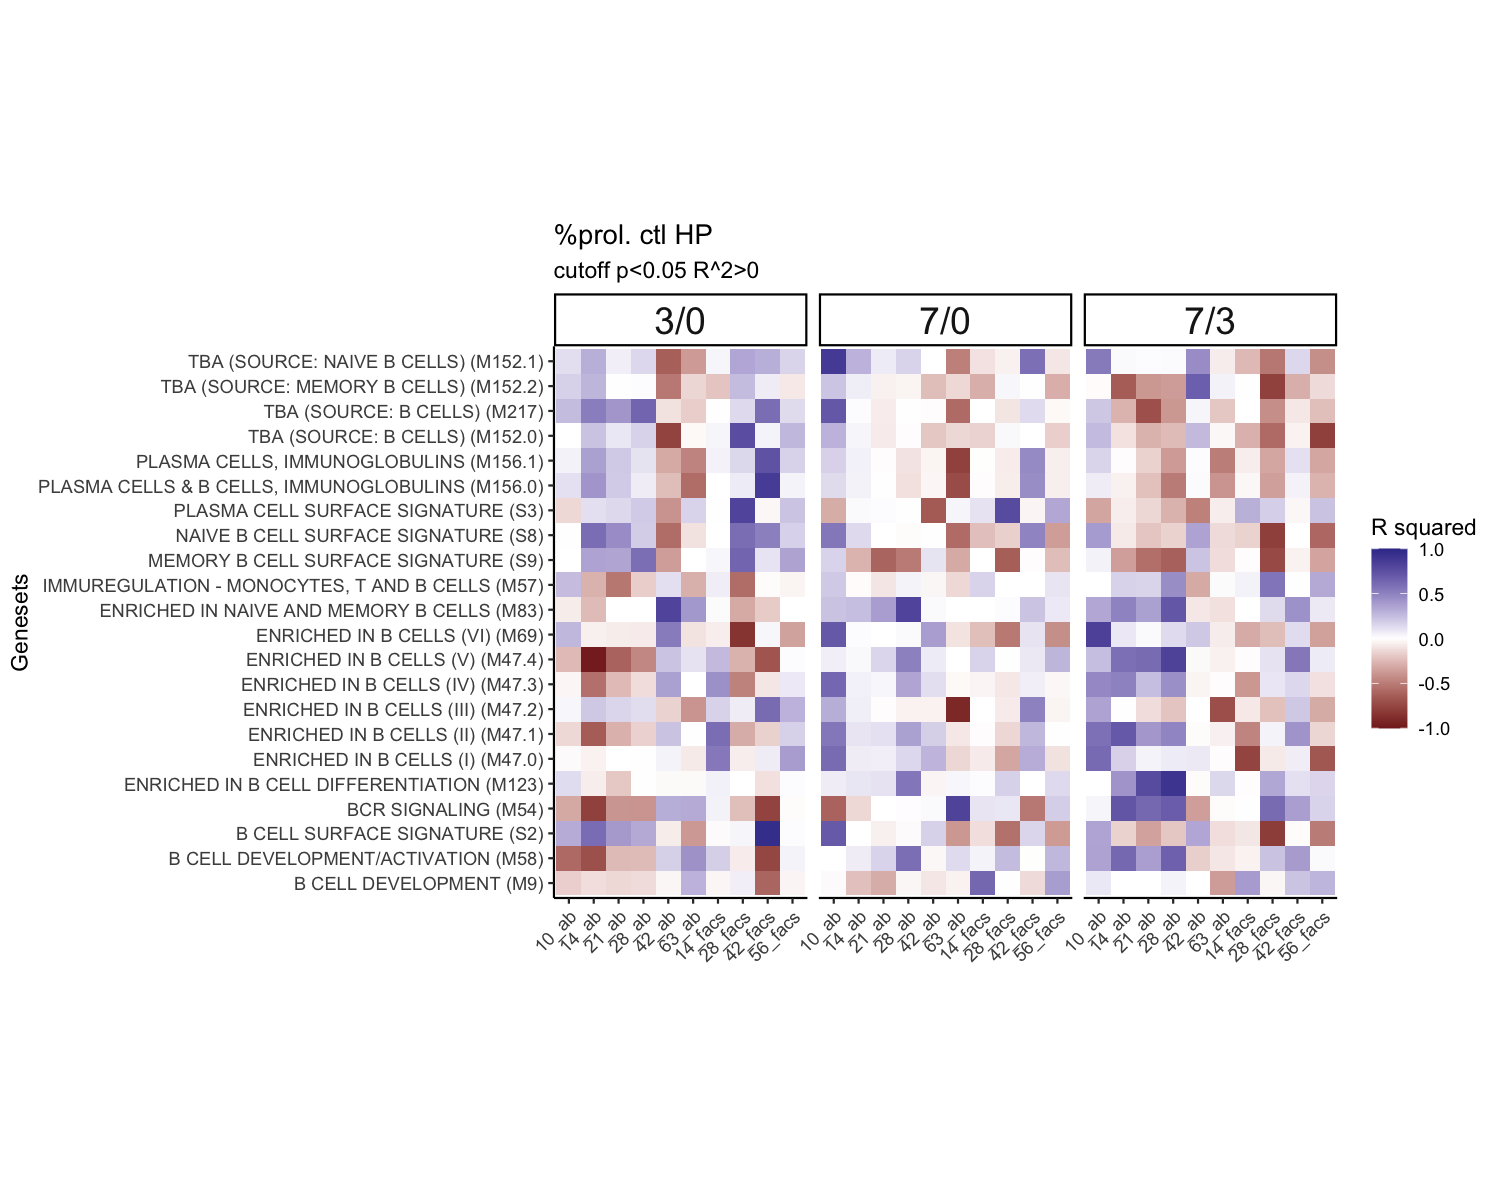 %prol. ctl HP
cutoff p<0.05 R^2>0
3/0
7/0
7/3
TBA (SOURCE: NAIVE B CELLS) (M152.1)
TBA (SOURCE: MEMORY B CELLS) (M152.2)
TBA (SOURCE: B CELLS) (M217)
TBA (SOURCE: B CELLS) (M152.0)
PLASMA CELLS, IMMUNOGLOBULINS (M156.1)
PLASMA CELLS & B CELLS, IMMUNOGLOBULINS (M156.0)
PLASMA CELL SURFACE SIGNATURE (S3)
NAIVE B CELL SURFACE SIGNATURE (S8)
MEMORY B CELL SURFACE SIGNATURE (S9)
IMMUREGULATION - MONOCYTES, T AND B CELLS (M57)
ENRICHED IN NAIVE AND MEMORY B CELLS (M83)
ENRICHED IN B CELLS (VI) (M69)
ENRICHED IN B CELLS (V) (M47.4)
ENRICHED IN B CELLS (IV) (M47.3)
ENRICHED IN B CELLS (III) (M47.2)
ENRICHED IN B CELLS (II) (M47.1)
ENRICHED IN B CELLS (I) (M47.0)
ENRICHED IN B CELL DIFFERENTIATION (M123)
BCR SIGNALING (M54)
B CELL SURFACE SIGNATURE (S2)
B CELL DEVELOPMENT/ACTIVATION (M58)
B CELL DEVELOPMENT (M9)
Genesets
10_ab
14_ab
21_ab
28_ab
42_ab
63_ab
14_facs
28_facs
42_facs
56_facs
10_ab
14_ab
21_ab
28_ab
42_ab
63_ab
14_facs
28_facs
42_facs
56_facs
10_ab
14_ab
21_ab
28_ab
42_ab
63_ab
14_facs
28_facs
42_facs
56_facs
R squared
1.0
0.5
0.0
-0.5
-1.0